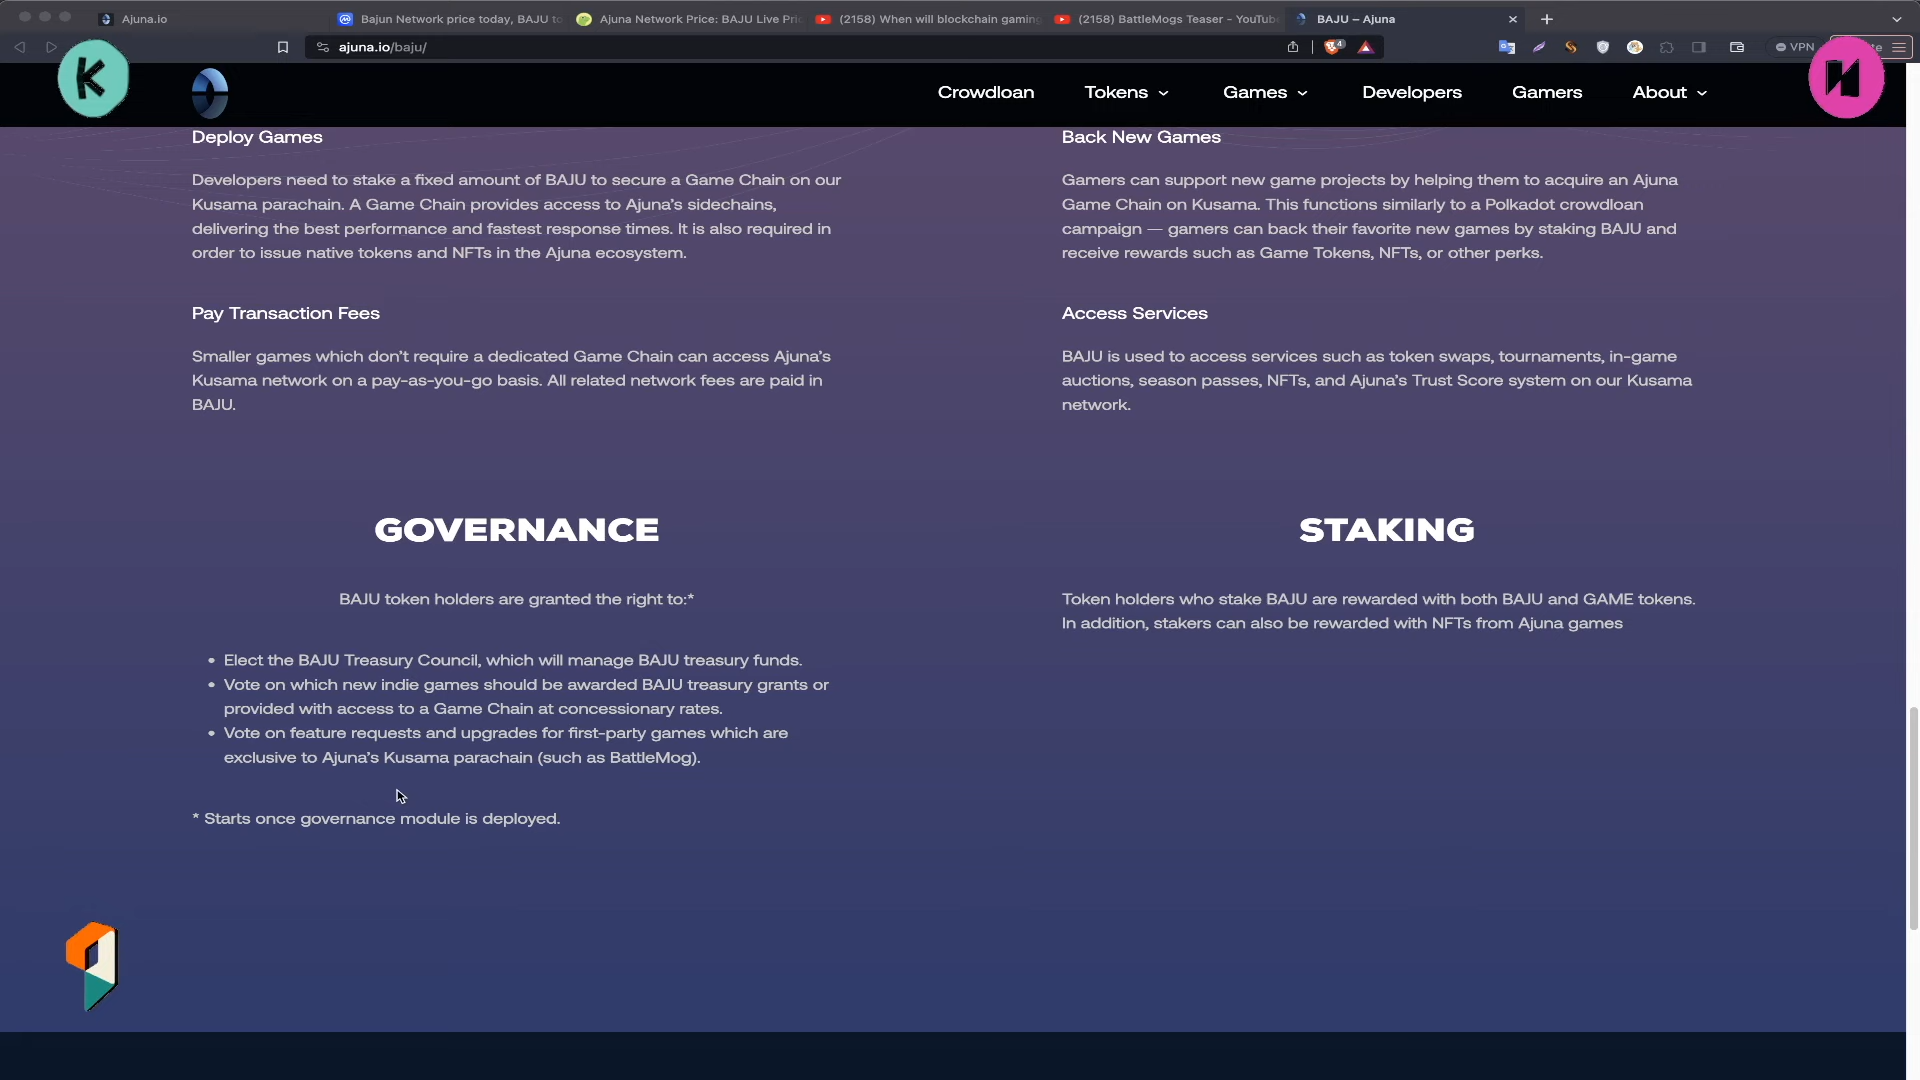 Ajuna.io
Bajun Network price today, BAJU to
Ajuna Network Price: BAJU Live Pri
(2158) When will blockchain gaming
(2158) BattleMogs Teaser - YouTube
BAJU – Ajuna
ajuna.io/baju/
4
VPN
K
Crowdloan
Tokens
Games
Developers
Gamers
About
Deploy Games
Developers need to stake a fixed amount of BAJU to secure a Game Chain on our
Kusama parachain. A Game Chain provides access to Ajuna's sidechains,
delivering the best performance and fastest response times. It is also required in
order to issue native tokens and NFTs in the Ajuna ecosystem.
Back New Games
Gamers can support new game projects by helping them to acquire an Ajuna
Game Chain on Kusama. This functions similarly to a Polkadot crowdloan
campaign — gamers can back their favorite new games by staking BAJU and
receive rewards such as Game Tokens, NFTs, or other perks.
Pay Transaction Fees
Smaller games which don't require a dedicated Game Chain can access Ajuna's
Kusama network on a pay-as-you-go basis. All related network fees are paid in
BAJU.
Access Services
BAJU is used to access services such as token swaps, tournaments, in-game
auctions, season passes, NFTs, and Ajuna's Trust Score system on our Kusama
network.
GOVERNANCE
BAJU token holders are granted the right to:*
• Elect the BAJU Treasury Council, which will manage BAJU treasury funds.
• Vote on which new indie games should be awarded BAJU treasury grants or
provided with access to a Game Chain at concessionary rates.
• Vote on feature requests and upgrades for first-party games which are
exclusive to Ajuna's Kusama parachain (such as BattleMog).
* Starts once governance module is deployed.
STAKING
Token holders who stake BAJU are rewarded with both BAJU and GAME tokens.
In addition, stakers can also be rewarded with NFTs from Ajuna games